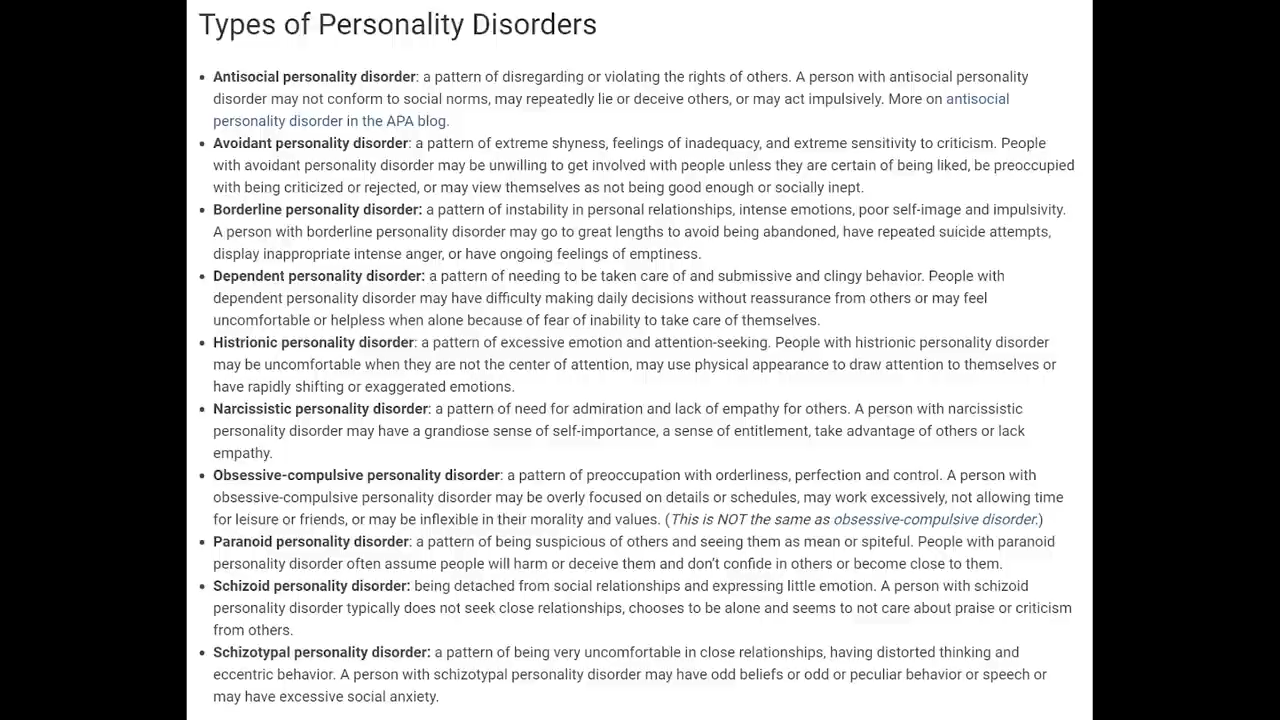 Types of Personality Disorders
• Antisocial personality disorder: a pattern of disregarding or violating the rights of others. A person with antisocial personality
disorder may not conform to social norms, may repeatedly lie or deceive others, or may act impulsively. More on antisocial
personality disorder in the APA blog.
• Avoidant personality disorder: a pattern of extreme shyness, feelings of inadequacy, and extreme sensitivity to criticism. People
with avoidant personality disorder may be unwilling to get involved with people unless they are certain of being liked, be preoccupied
with being criticized or rejected, or may view themselves as not being good enough or socially inept.
• Borderline personality disorder: a pattern of instability in personal relationships, intense emotions, poor self-image and impulsivity.
A person with borderline personality disorder may go to great lengths to avoid being abandoned, have repeated suicide attempts,
display inappropriate intense anger, or have ongoing feelings of emptiness.
• Dependent personality disorder: a pattern of needing to be taken care of and submissive and clingy behavior. People with
dependent personality disorder may have difficulty making daily decisions without reassurance from others or may feel
uncomfortable or helpless when alone because of fear of inability to take care of themselves.
• Histrionic personality disorder: a pattern of excessive emotion and attention-seeking. People with histrionic personality disorder
may be uncomfortable when they are not the center of attention, may use physical appearance to draw attention to themselves or
have rapidly shifting or exaggerated emotions.
• Narcissistic personality disorder: a pattern of need for admiration and lack of empathy for others. A person with narcissistic
personality disorder may have a grandiose sense of self-importance, a sense of entitlement, take advantage of others or lack
empathy.
• Obsessive-compulsive personality disorder: a pattern of preoccupation with orderliness, perfection and control. A person with
obsessive-compulsive personality disorder may be overly focused on details or schedules, may work excessively, not allowing time
for leisure or friends, or may be inflexible in their morality and values. (This is NOT the same as obsessive-compulsive disorder.)
• Paranoid personality disorder: a pattern of being suspicious of others and seeing them as mean or spiteful. People with paranoid
personality disorder often assume people will harm or deceive them and don't confide in others or become close to them.
• Schizoid personality disorder: being detached from social relationships and expressing little emotion. A person with schizoid
personality disorder typically does not seek close relationships, chooses to be alone and seems to not care about praise or criticism
from others.
• Schizotypal personality disorder: a pattern of being very uncomfortable in close relationships, having distorted thinking and
eccentric behavior. A person with schizotypal personality disorder may have odd beliefs or odd or peculiar behavior or speech or
may have excessive social anxiety.